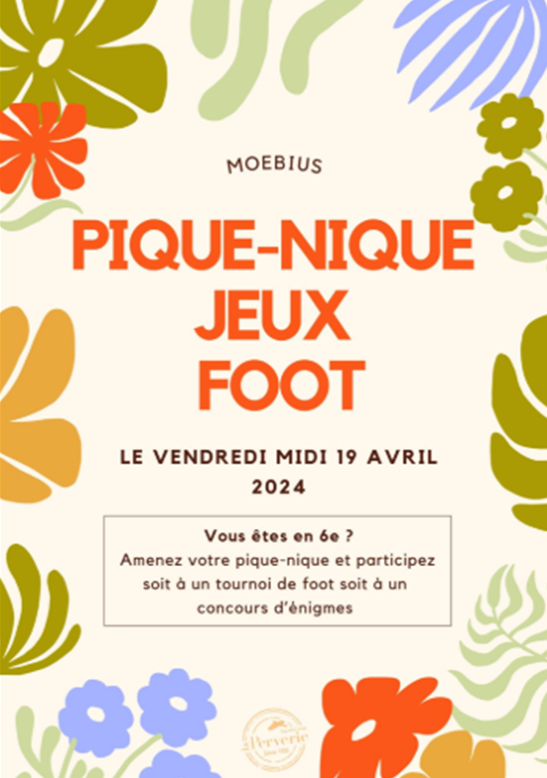 MOEBIUS
PIQUE-NIQUE
JEUX
FOOT
LE VENDREDI MIDI 19 AVRIL
2024
Vous êtes en 6e ?
Amenez votre pique-nique et participez
soit à un tournoi de foot soit à un
concours d'énigmes
Perverie